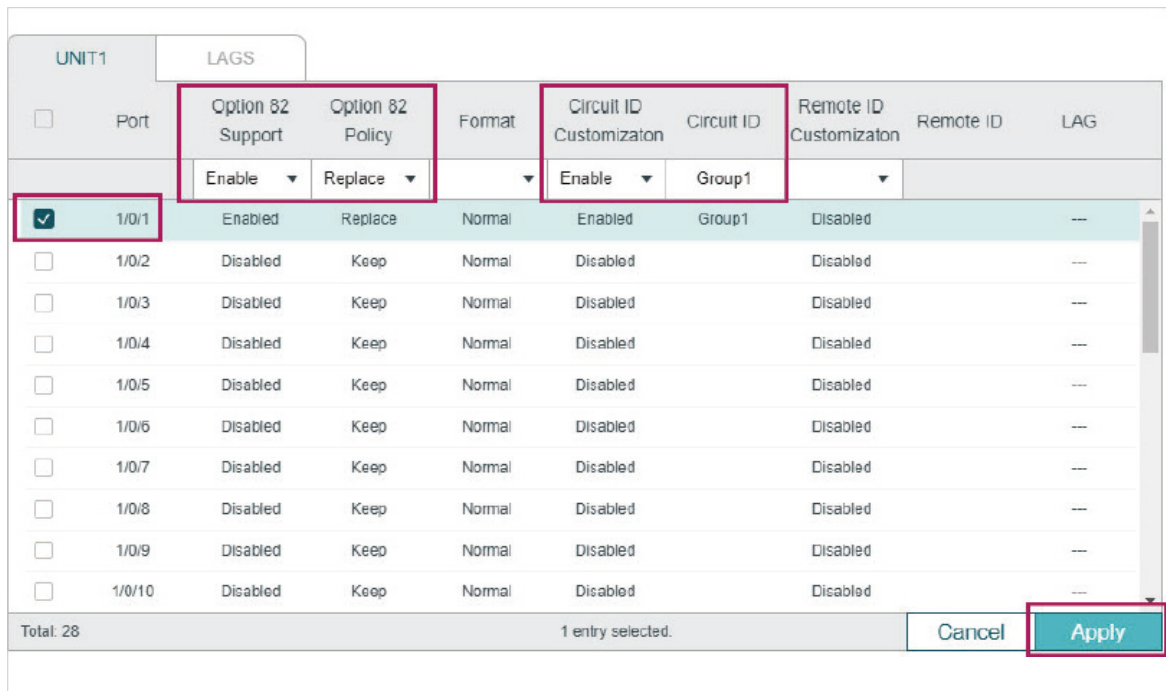 UNIT1 LAGS
Port Option 82 Support Option 82 Policy Format Circuit ID Customizaton Circuit ID Remote ID Customizaton Remote ID LAG
Enable Replace Enable Group1
1/0/1 Enabled Replace Normal Enabled Group1 Disabled ---
1/0/2 Disabled Keep Normal Disabled Disabled ---
1/0/3 Disabled Keep Normal Disabled Disabled ---
1/0/4 Disabled Keep Normal Disabled Disabled ---
1/0/5 Disabled Keep Normal Disabled Disabled ---
1/0/6 Disabled Keep Normal Disabled Disabled ---
1/0/7 Disabled Keep Normal Disabled Disabled ---
1/0/8 Disabled Keep Normal Disabled Disabled ---
1/0/9 Disabled Keep Normal Disabled Disabled ---
1/0/10 Disabled Keep Normal Disabled Disabled ---
Total: 28 1 entry selected. Cancel Apply